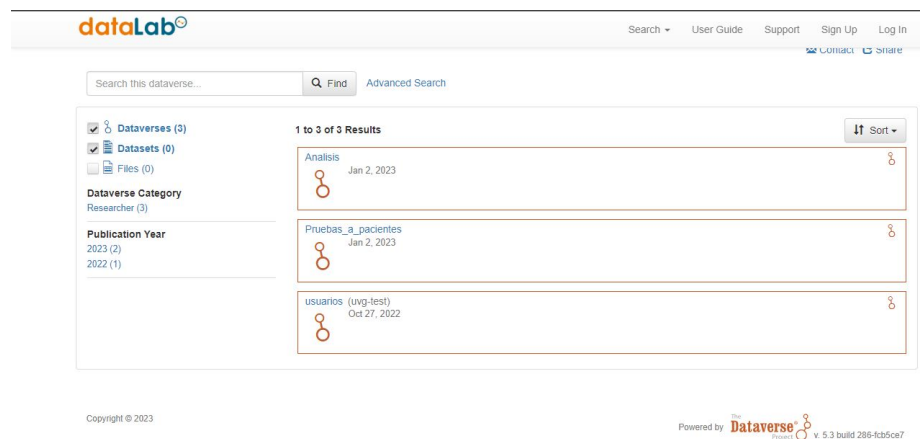 dataLab
Search User Guide Support Sign Up Log In
Contact Share
Search this dataverse... Find Advanced Search
Dataverses (3)
Datasets (0)
Files (0)
Dataverse Category
Researcher (3)
Publication Year
2023 (2)
2022 (1)
1 to 3 of 3 Results
Sort
Analisis
Jan 2, 2023
Pruebas_a_pacientes
Jan 2, 2023
usuarios (uvg-test)
Oct 27, 2022
Copyright © 2023
Powered by The Dataverse® Project v. 5.3 build 286-fcb5ce7